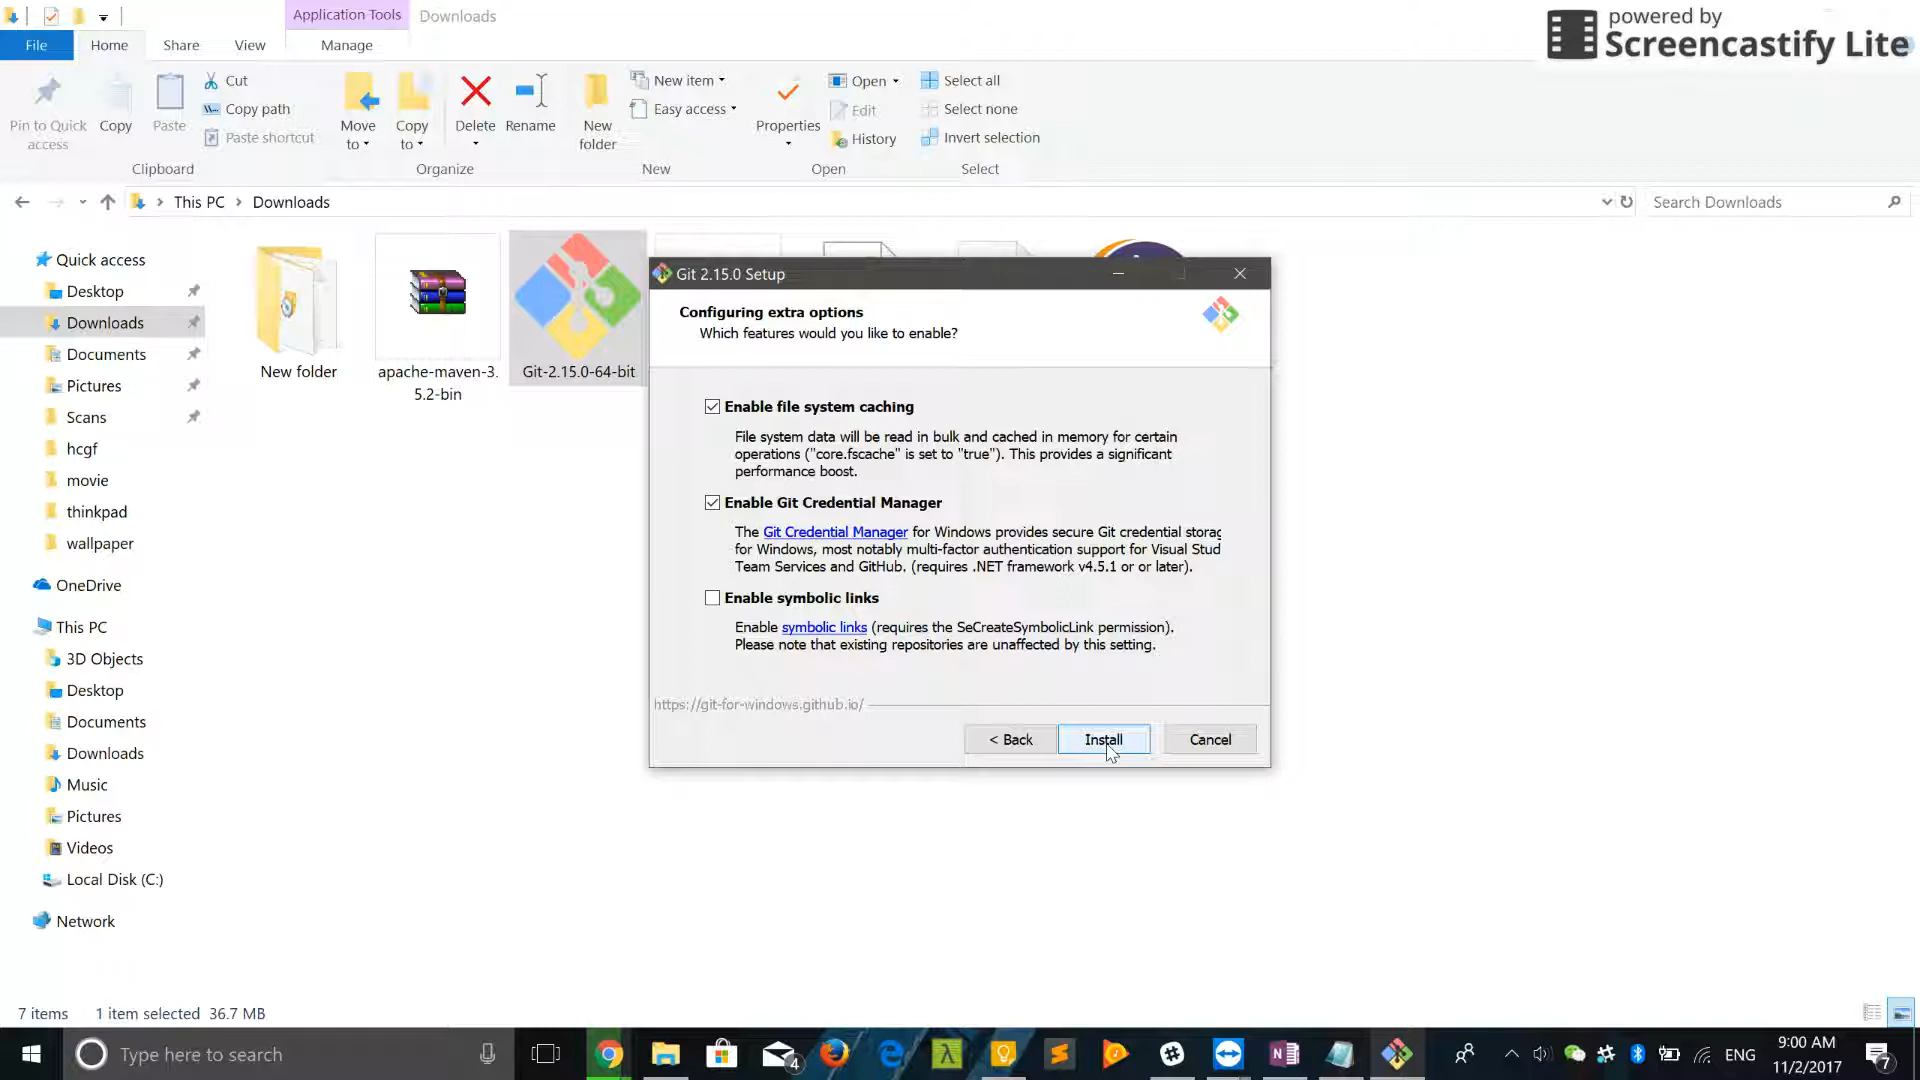 Application Tools
Downloads
powered by
Screencastify Lite
File
Home
Share
View
Manage
Pin to Quick
access
Copy
Paste
Cut
Copy path
Paste shortcut
Clipboard
Move
to
Copy
to
Delete
Rename
Organize
New
folder
New item
Easy access
New
Properties
Open
Edit
History
Open
Select all
Select none
Invert selection
Select
This PC
Downloads
Search Downloads
Quick access
Desktop
Downloads
Documents
Pictures
Scans
hcgf
movie
thinkpad
wallpaper
OneDrive
This PC
3D Objects
Desktop
Documents
Downloads
Music
Pictures
Videos
Local Disk (C:)
Network
New folder
apache-maven-3.
5.2-bin
Git-2.15.0-64-bit
Git 2.15.0 Setup
Configuring extra options
Which features would you like to enable?
Enable file system caching
File system data will be read in bulk and cached in memory for certain
operations ("core.fscache" is set to "true"). This provides a significant
performance boost.
Enable Git Credential Manager
The Git Credential Manager for Windows provides secure Git credential storag
for Windows, most notably multi-factor authentication support for Visual Stud
Team Services and GitHub. (requires .NET framework v4.5.1 or or later).
Enable symbolic links
Enable symbolic links (requires the SeCreateSymbolicLink permission).
Please note that existing repositories are unaffected by this setting.
https://git-for-windows.github.io/
< Back
Install
Cancel
7 items
1 item selected 36.7 MB
Type here to search
4
ENG
9:00 AM
11/2/2017
7